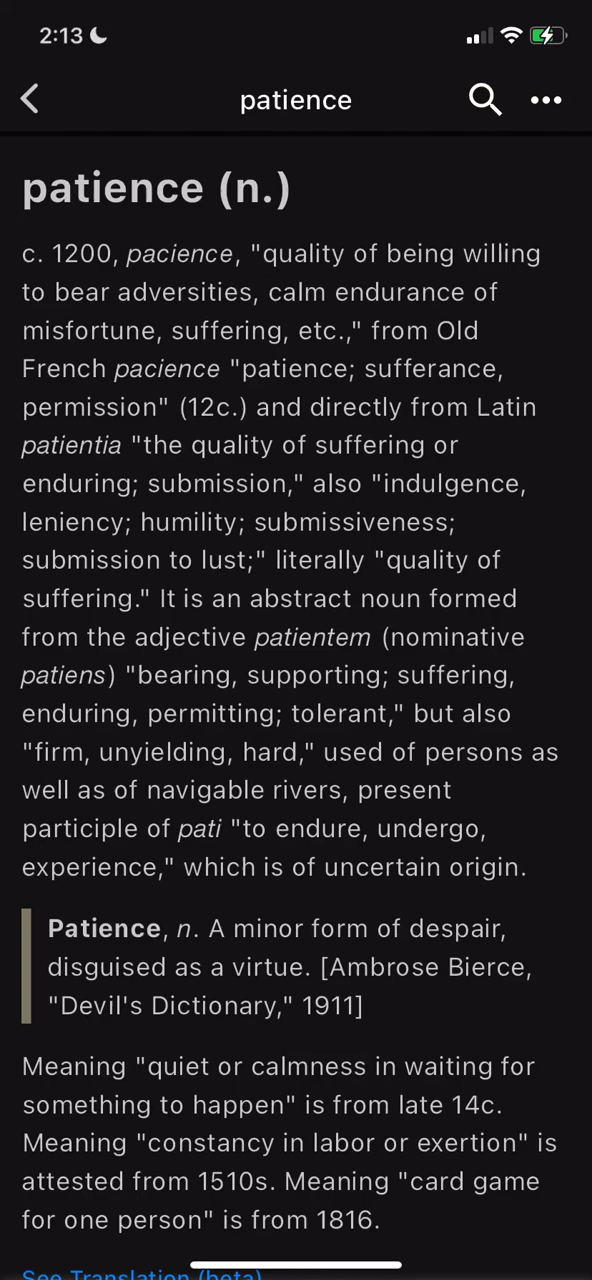 2:13
patience
patience (n.)
c. 1200, pacience, "quality of being willing
to bear adversities, calm endurance of
misfortune, suffering, etc.," from Old
French pacience "patience; sufferance,
permission" (12c.) and directly from Latin
patientia "the quality of suffering or
enduring; submission," also "indulgence,
leniency; humility; submissiveness;
submission to lust;" literally "quality of
suffering." It is an abstract noun formed
from the adjective patientem (nominative
patiens) "bearing, supporting; suffering,
enduring, permitting; tolerant," but also
"firm, unyielding, hard," used of persons as
well as of navigable rivers, present
participle of pati "to endure, undergo,
experience," which is of uncertain origin.
Patience, n. A minor form of despair,
disguised as a virtue. [Ambrose Bierce,
"Devil's Dictionary," 1911]
Meaning "quiet or calmness in waiting for
something to happen" is from late 14c.
Meaning "constancy in labor or exertion" is
attested from 1510s. Meaning "card game
for one person" is from 1816.
See Translation (beta)